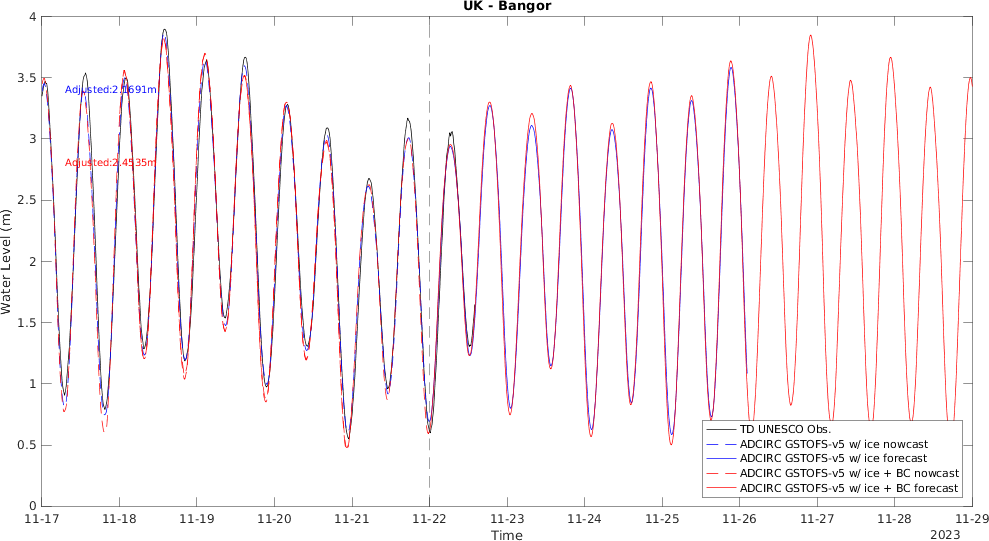 UK - Bangor
4
3.5
3
2.5
2
1.5
1
0.5
0
Water Level (m)
Adjusted:2.1691m
Adjusted:2.4535m
TD UNESCO Obs.
ADCIRC GSTOFS-v5 w/ ice nowcast
ADCIRC GSTOFS-v5 w/ ice forecast
ADCIRC GSTOFS-v5 w/ ice + BC nowcast
ADCIRC GSTOFS-v5 w/ ice + BC forecast
11-17 11-18 11-19 11-20 11-21 11-22 11-23 11-24 11-25 11-26 11-27 11-28 11-29
Time
2023